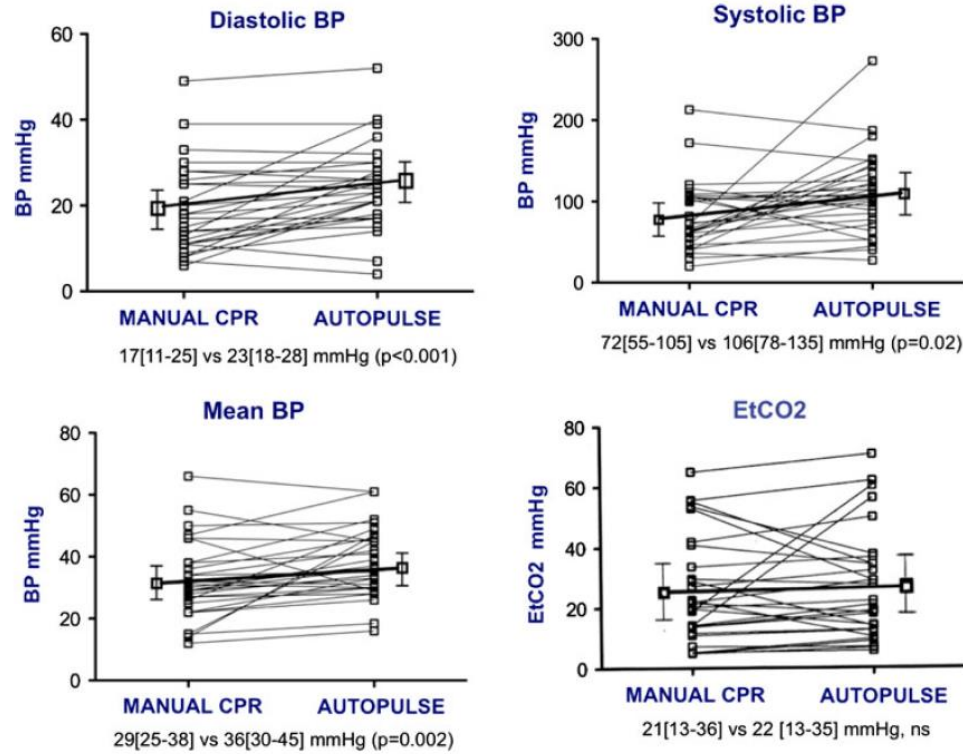 Diastolic BP
BP mmHg
60
40
20
0
MANUAL CPR
AUTOPULSE
17[11-25] vs 23[18-28] mmHg (p<0.001)
Systolic BP
BP mmHg
300
200
100
0
MANUAL CPR
AUTOPULSE
72[55-105] vs 106[78-135] mmHg (p=0.02)
Mean BP
BP mmHg
80
60
40
20
0
MANUAL CPR
AUTOPULSE
29[25-38] vs 36[30-45] mmHg (p=0.002)
EtCO2
EtCO2 mmHg
80
60
40
20
0
MANUAL CPR
AUTOPULSE
21[13-36] vs 22 [13-35] mmHg, ns